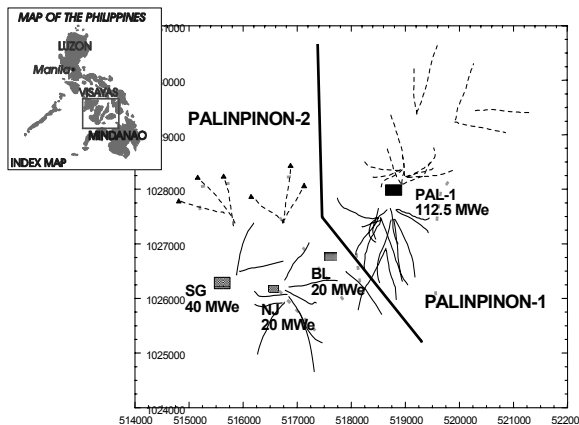 MAP OF THE PHILIPPINES
LUZON
Manila
VISAYAS
MINDANAO
INDEX MAP
PALINPINON-2
1028000
PAL-1
112.5 MWe
1027000
BL
20 MWe
SG
40 MWe
NJ
20 MWe
PALINPINON-1
1026000
1025000
1024000
514000 515000 516000 517000 518000 519000 520000 521000 52200